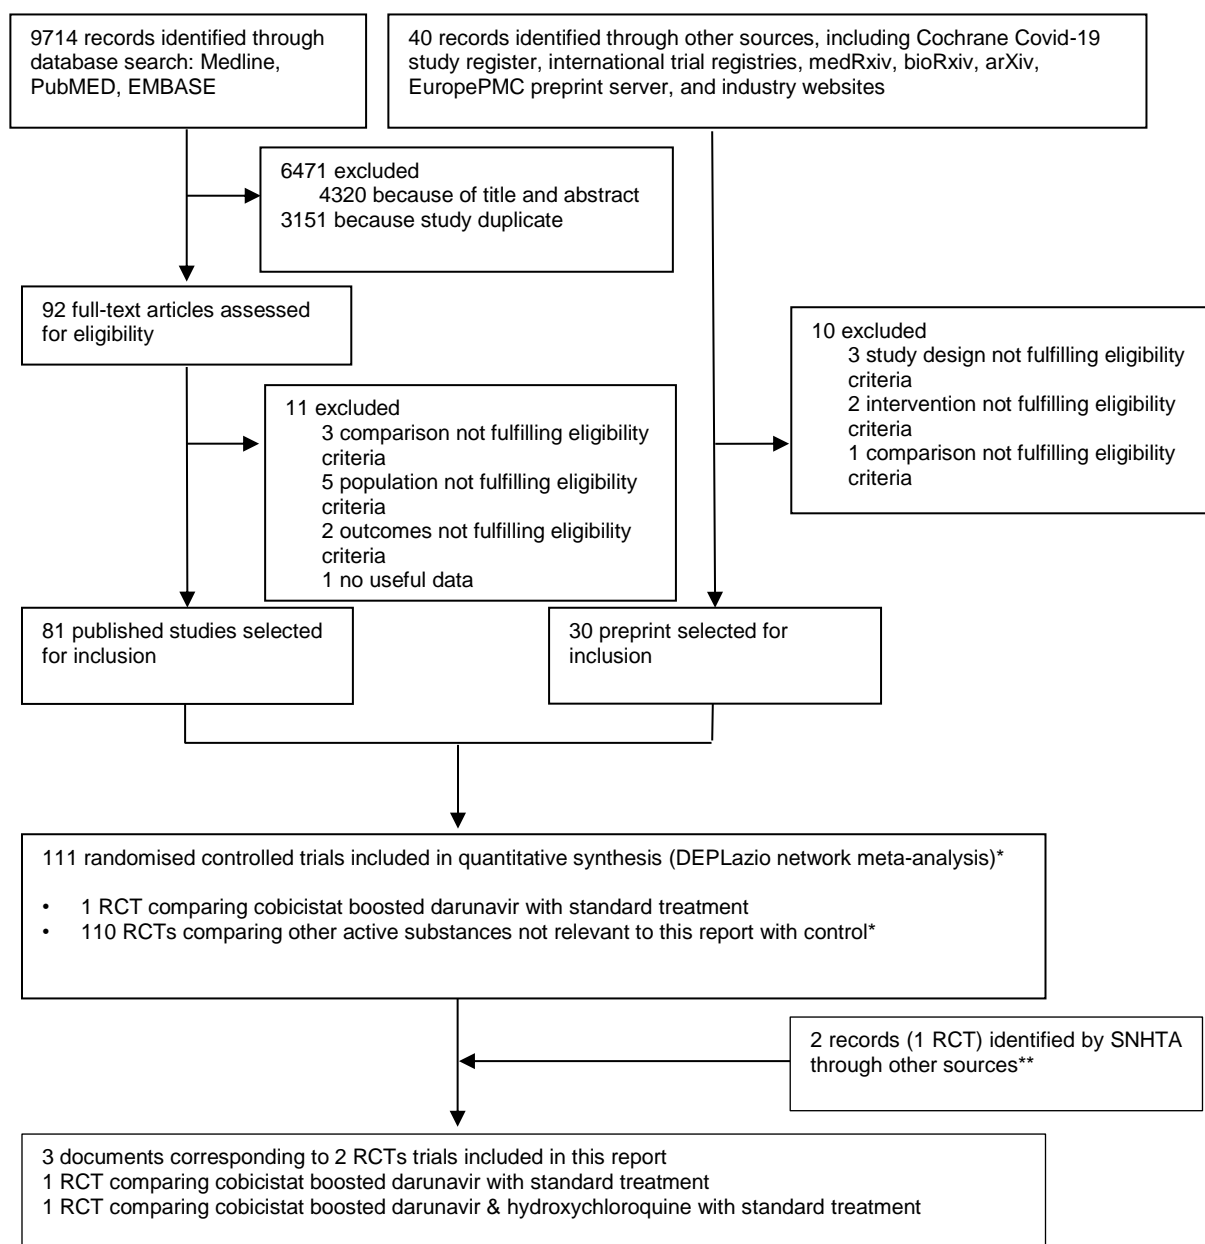 9714 records identified through
database search: Medline,
PubMED, EMBASE
40 records identified through other sources, including Cochrane Covid-19
study register, international trial registries, medRxiv, bioRxiv, arXiv,
EuropePMC preprint server, and industry websites
6471 excluded
4320 because of title and abstract
3151 because study duplicate
92 full-text articles assessed
for eligibility
10 excluded
3 study design not fulfilling eligibility
criteria
2 intervention not fulfilling eligibility
criteria
1 comparison not fulfilling eligibility
criteria
11 excluded
3 comparison not fulfilling eligibility
criteria
5 population not fulfilling eligibility
criteria
2 outcomes not fulfilling eligibility
criteria
1 no useful data
81 published studies selected
for inclusion
30 preprint selected for
inclusion
111 randomised controlled trials included in quantitative synthesis (DEPLazio network meta-analysis)*
• 1 RCT comparing cobicistat boosted darunavir with standard treatment
• 110 RCTs comparing other active substances not relevant to this report with control*
2 records (1 RCT) identified by SNHTA
through other sources**
3 documents corresponding to 2 RCTs trials included in this report
1 RCT comparing cobicistat boosted darunavir with standard treatment
1 RCT comparing cobicistat boosted darunavir & hydroxychloroquine with standard treatment